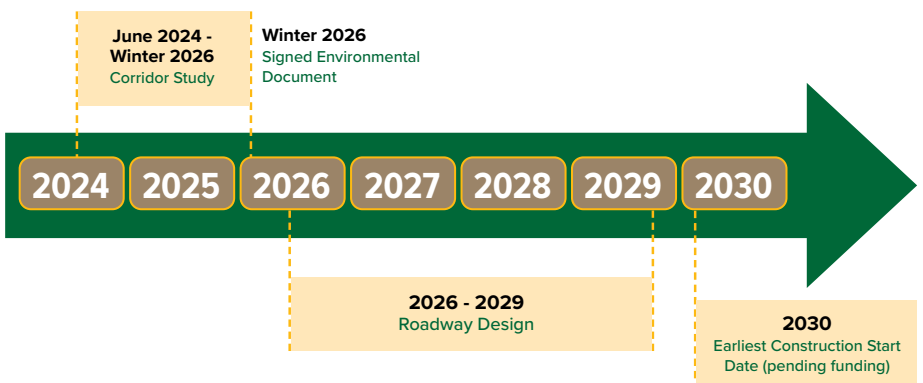 June 2024 -
Winter 2026
Corridor Study
Winter 2026
Signed Environmental
Document
2024 2025 2026 2027 2028 2029 2030
2026 - 2029
Roadway Design
2030
Earliest Construction Start
Date (pending funding)